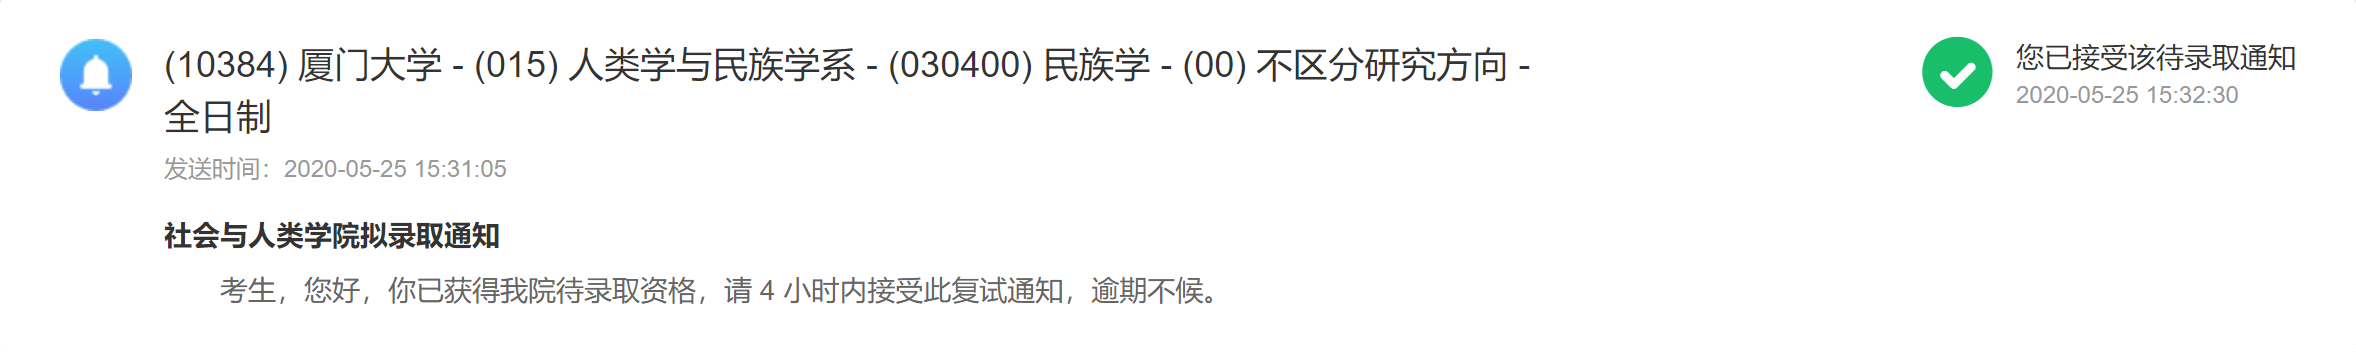 (10384) 厦门大学 - (015) 人类学与民族学系 - (030400) 民族学 - (00) 不区分研究方向 -
全日制
发送时间：2020-05-25 15:31:05
您已接受该待录取通知
2020-05-25 15:32:30
社会与人类学院拟录取通知
考生，您好，你已获得我院待录取资格，请 4 小时内接受此复试通知，逾期不候。